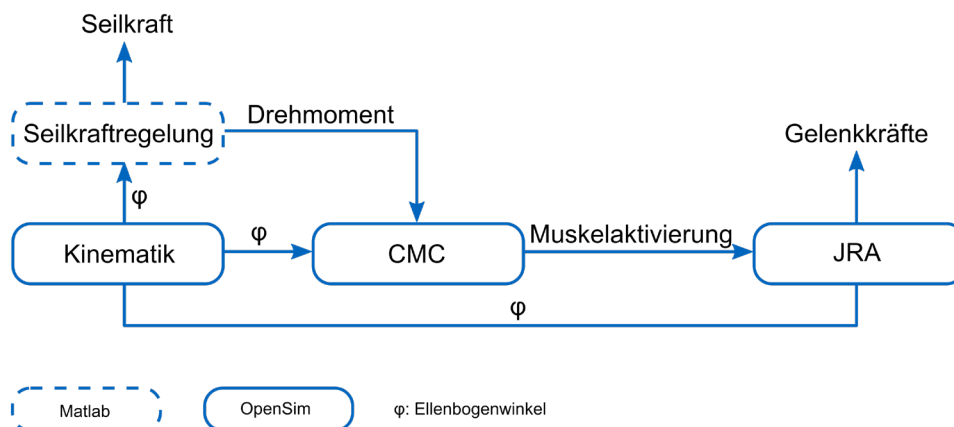 Seilkraft
Seilkraftregelung
Drehmoment
Gelenkkräfte
φ
Kinematik
φ
CMC
Muskelaktivierung
JRA
φ
Matlab
OpenSim
φ: Ellenbogenwinkel